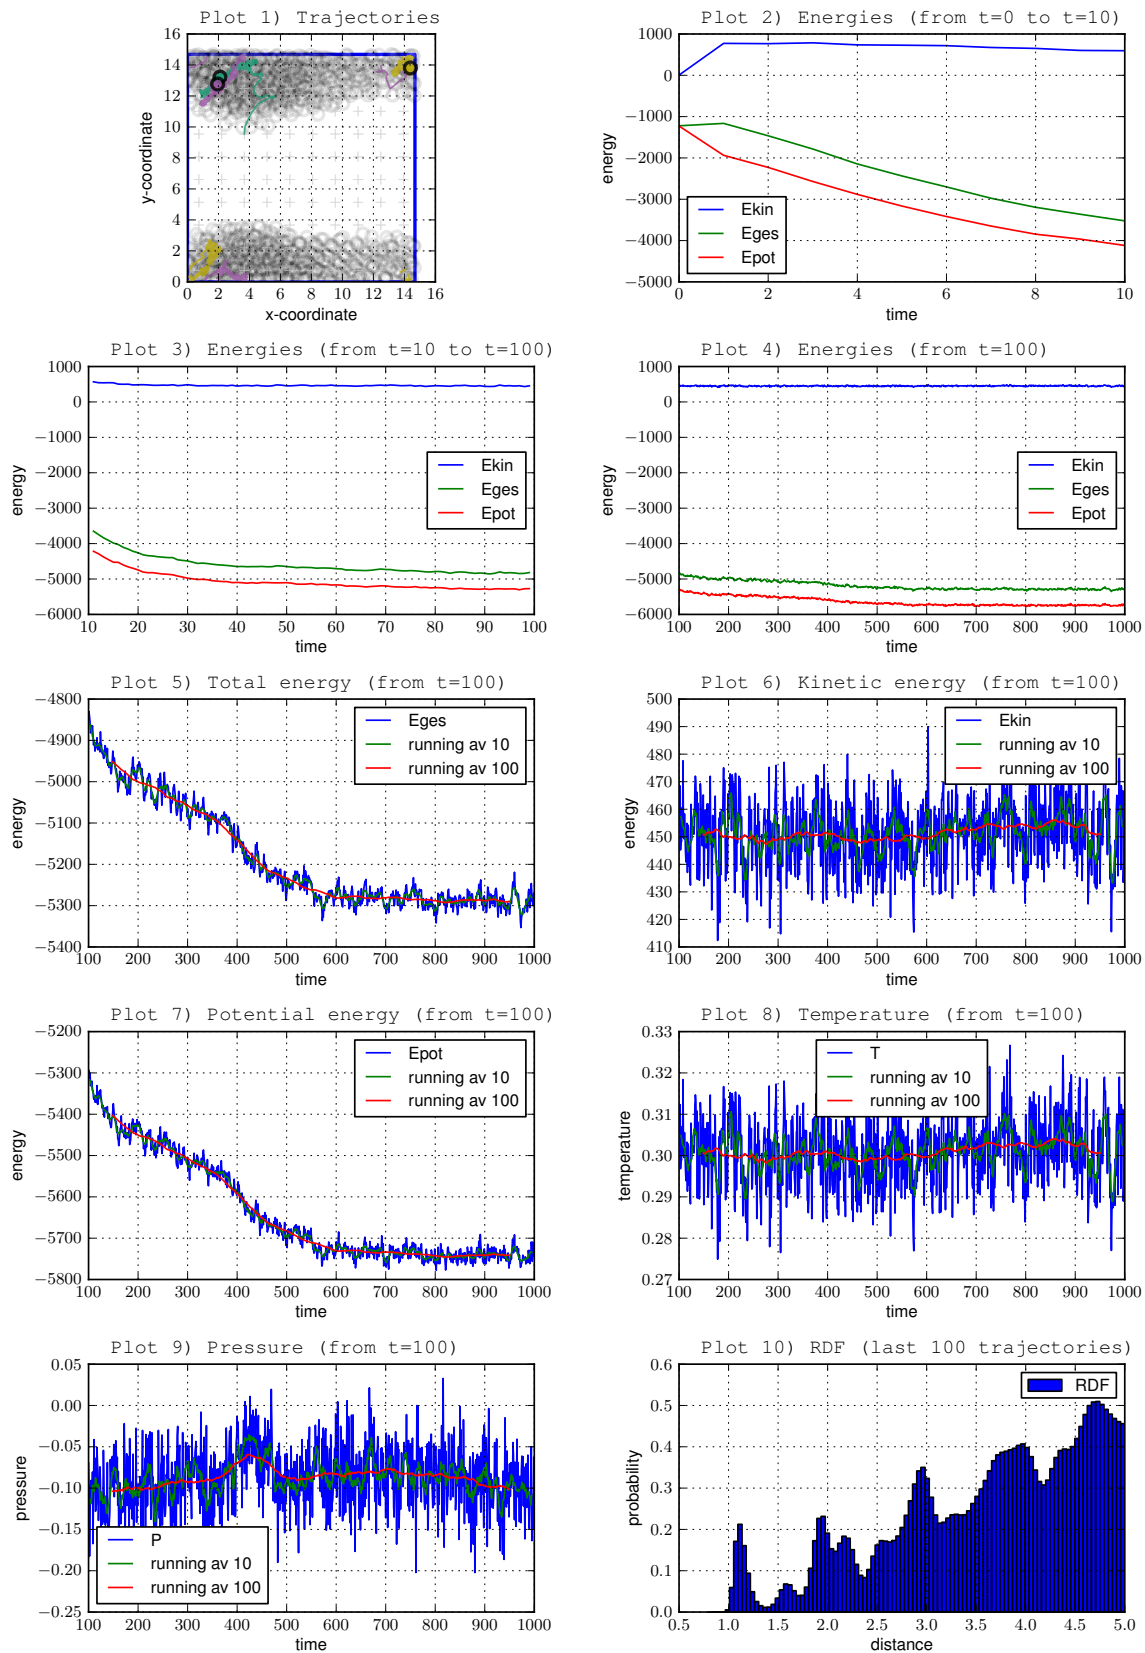 Plot 1) Trajectories
16
14
12
10
8
6
4
2
0
0 2 4 6 8 10 12 14 16
y-coordinate
x-coordinate
Plot 2) Energies (from t=0 to t=10)
1000
0
−1000
−2000
−3000
−4000
−5000
0 2 4 6 8 10
energy
time
Ekin
Eges
Epot
Plot 3) Energies (from t=10 to t=100)
1000
0
−1000
−2000
−3000
−4000
−5000
−6000
10 20 30 40 50 60 70 80 90 100
energy
time
Ekin
Eges
Epot
Plot 4) Energies (from t=100)
1000
0
−1000
−2000
−3000
−4000
−5000
−6000
100 200 300 400 500 600 700 800 900 1000
energy
time
Ekin
Eges
Epot
Plot 5) Total energy (from t=100)
−4800
−4900
−5000
−5100
−5200
−5300
−5400
100 200 300 400 500 600 700 800 900 1000
energy
time
Eges
running av 10
running av 100
Plot 6) Kinetic energy (from t=100)
500
490
480
470
460
450
440
430
420
410
100 200 300 400 500 600 700 800 900 1000
energy
time
Ekin
running av 10
running av 100
Plot 7) Potential energy (from t=100)
−5200
−5300
−5400
−5500
−5600
−5700
−5800
100 200 300 400 500 600 700 800 900 1000
energy
time
Epot
running av 10
running av 100
Plot 8) Temperature (from t=100)
0.33
0.32
0.31
0.30
0.29
0.28
0.27
100 200 300 400 500 600 700 800 900 1000
temperature
time
T
running av 10
running av 100
Plot 9) Pressure (from t=100)
0.05
0.00
−0.05
−0.10
−0.15
−0.20
−0.25
100 200 300 400 500 600 700 800 900 1000
pressure
time
P
running av 10
running av 100
Plot 10) RDF (last 100 trajectories)
0.6
0.5
0.4
0.3
0.2
0.1
0.0
0.5 1.0 1.5 2.0 2.5 3.0 3.5 4.0 4.5 5.0
probability
distance
RDF